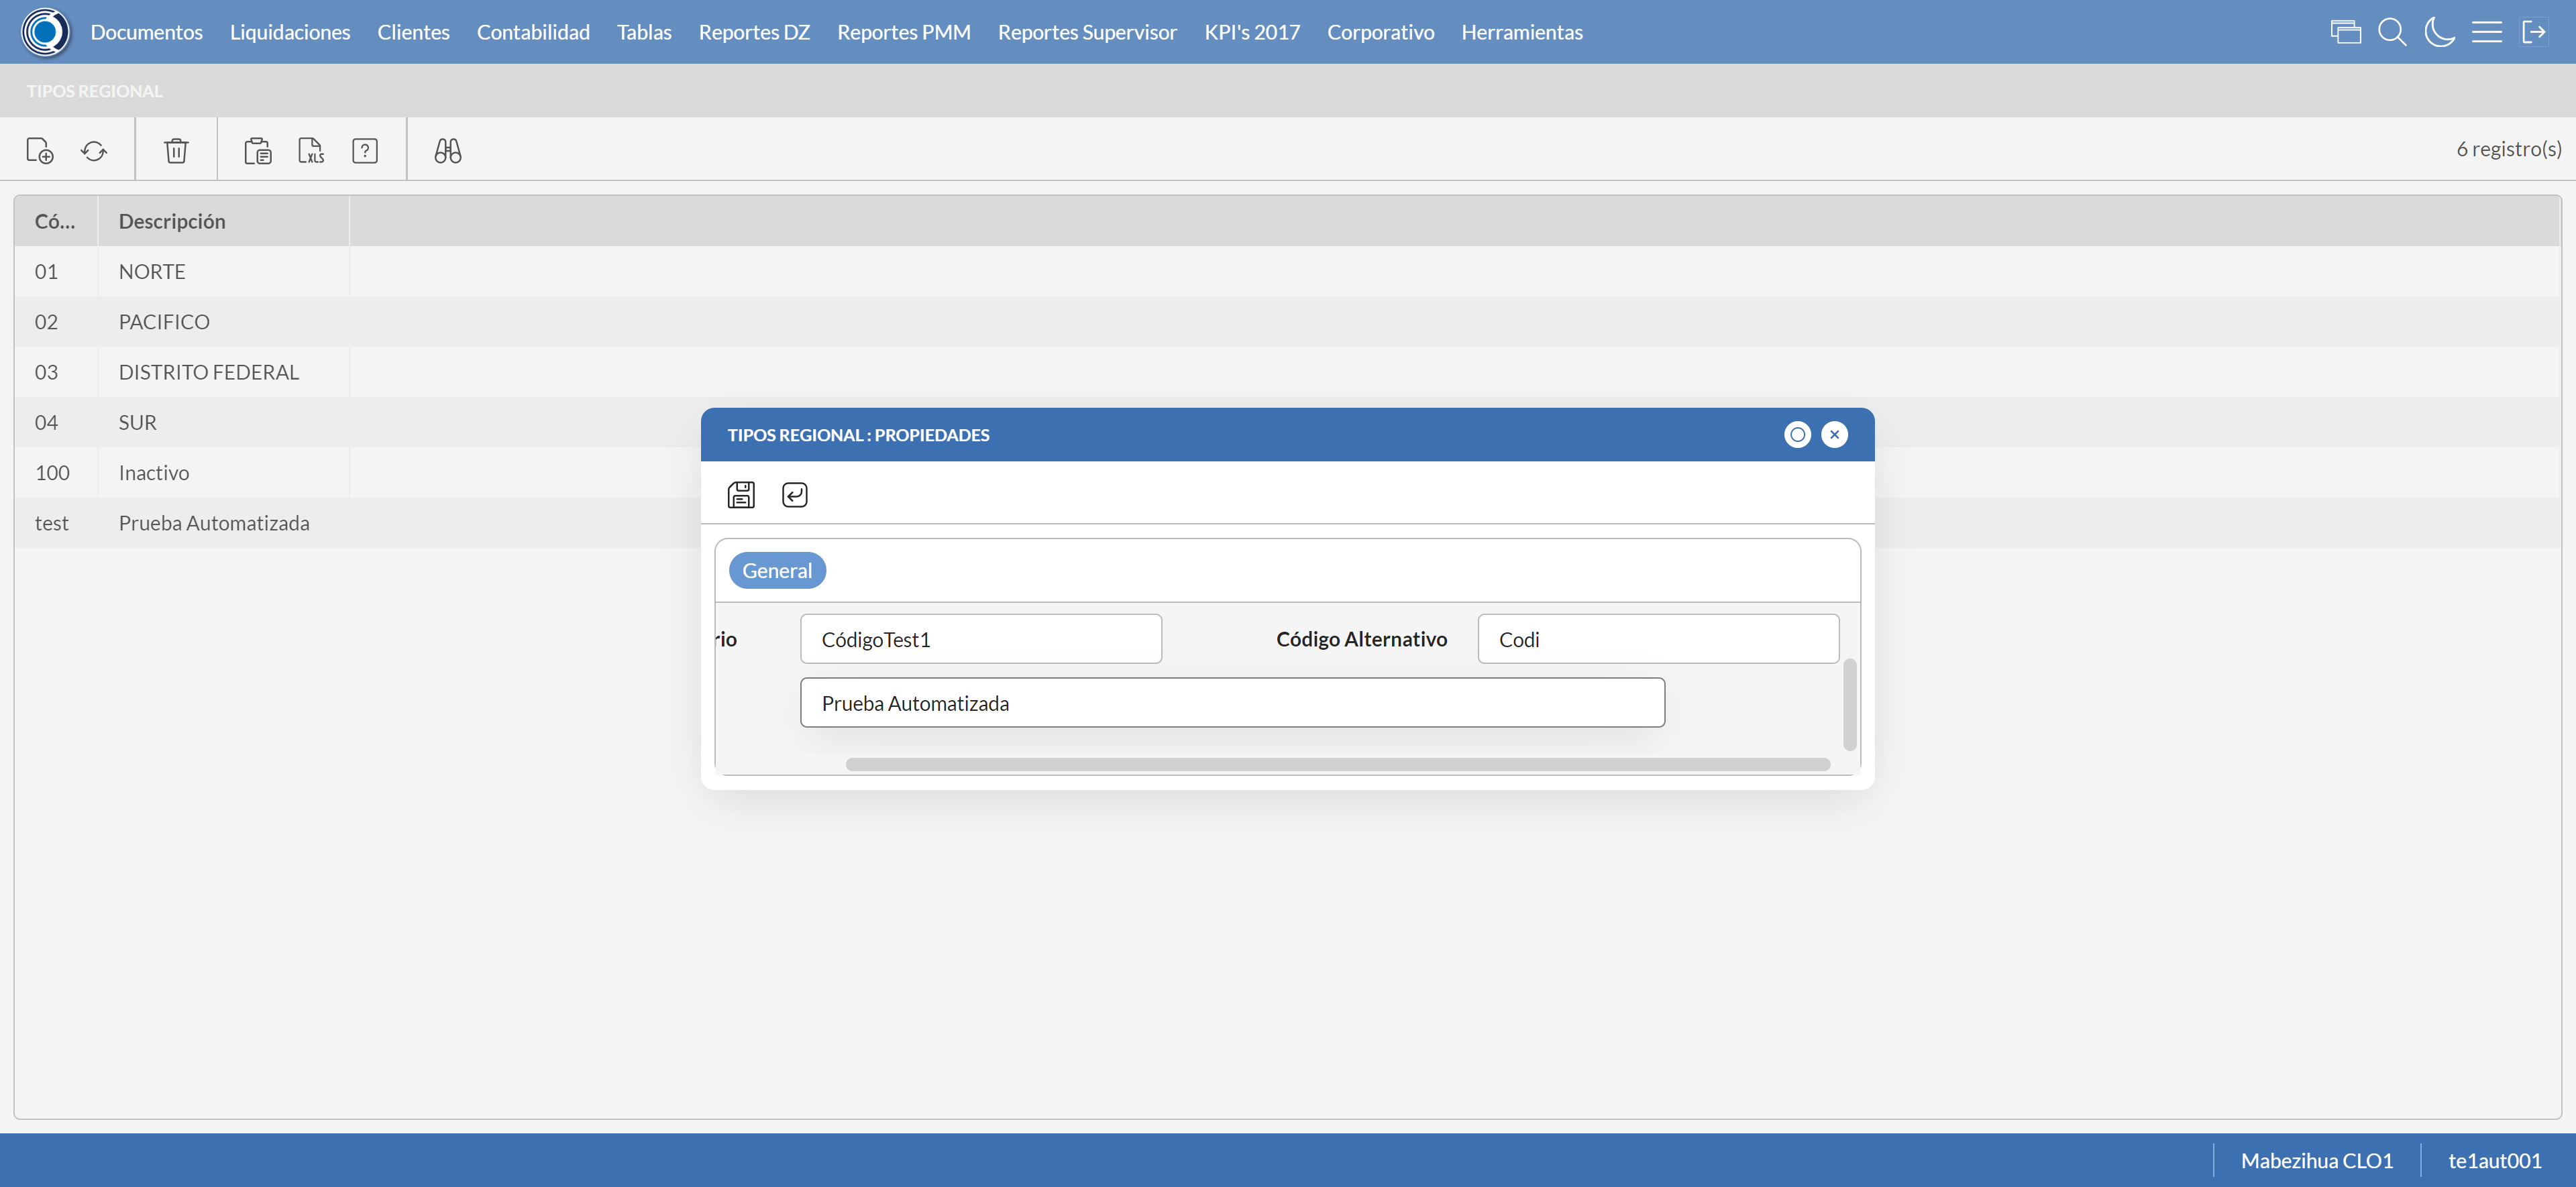 Documentos Liquidaciones Clientes Contabilidad Tablas Reportes DZ Reportes PMM Reportes Supervisor KPI's 2017 Corporativo Herramientas
TIPOS REGIONAL
XLS ? 6 registro(s)
Có... Descripción
01 NORTE
02 PACIFICO
03 DISTRITO FEDERAL
04 SUR
100 Inactivo
test Prueba Automatizada
TIPOS REGIONAL : PROPIEDADES
General
rio CódigoTest1 Código Alternativo Codi
Prueba Automatizada
Mabezihua CLO1 te1aut001